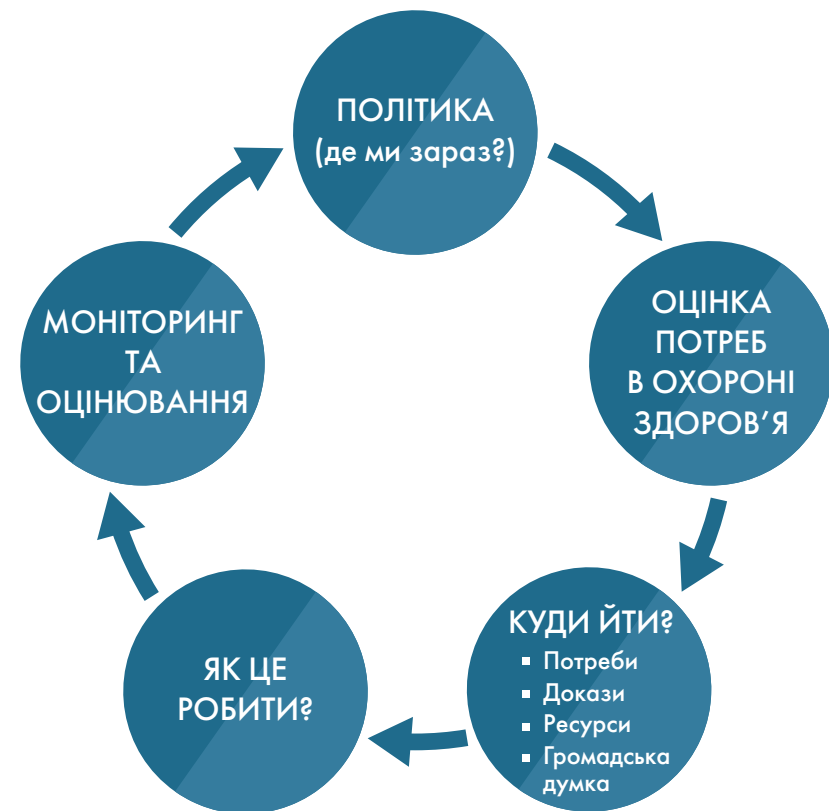 ПОЛІТИКА
(де ми зараз?)
ОЦІНКА
ПОТРЕБ
В ОХОРОНІ
ЗДОРОВ’Я
КУДИ ЙТИ?
▪ Потреби
▪ Докази
▪ Ресурси
▪ Громадська
думка
ЯК ЦЕ
РОБИТИ?
МОНІТОРИНГ
ТА
ОЦІНЮВАННЯ